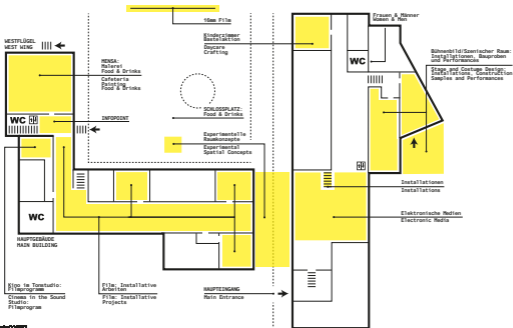 16mm Film
Frauen & Männer
Women & Men
WESTFLÜGEL
WEST WING
Kinderzimmer
Bastelaktion
Daycare
Crafting
Bühnenbild/Szenischer Raum:
Installationen, Bauproben
und Performances
Stage and Costume Design:
Installations, Construction
Samples and Performances
MENSA:
Malerei
Food & Drinks
Cafeteria
Painting
Food & Drinks
WC
WC
INFOPOINT
SCHLOSSPLATZ:
Food & Drinks
Experimentelle
Raumkonzepte
Experimental
Spatial Concepts
Installationen
Installations
WC
Elektronische Medien
Electronic Media
HAUPTGEBÄUDE
MAIN BUILDING
Kino im Tonstudio:
Filmprogramm
Cinema in the Sound
Studio:
Filmprogram
Film: Installative
Arbeiten
Film: Installative
Projects
HAUPTEINGANG
Main Entrance